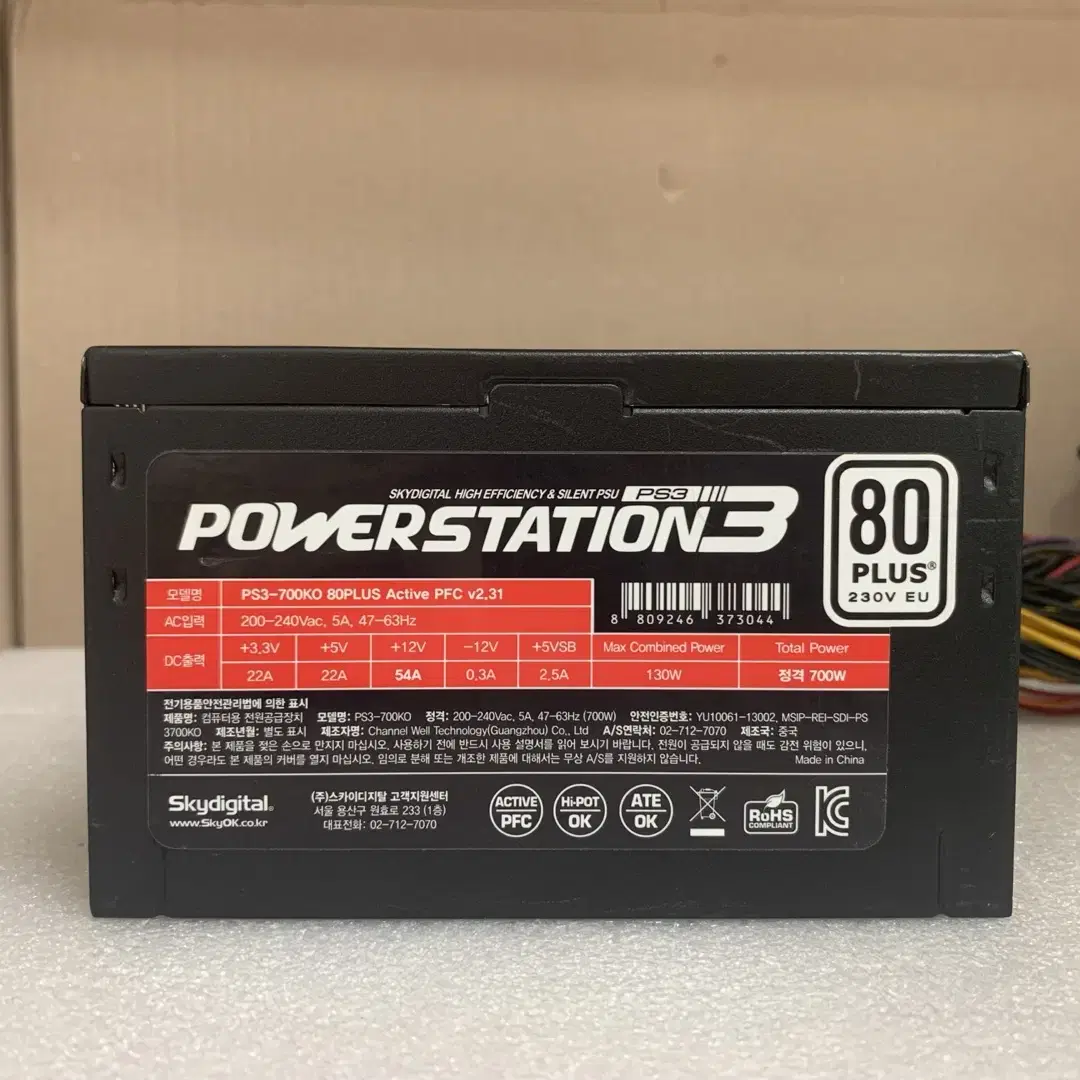 SKYDIGITAL HIGH EFFICIENCY & SILENT PSU PS3
POWERSTATION3
80
PLUS®
230V EU
모델명 PS3-700KO 80PLUS Active PFC v2.31
AC입력 200-240Vac, 5A, 47-63Hz
8 809246 373044
DC출력 +3.3V +5V +12V -12V +5VSB Max Combined Power Total Power
22A 22A 54A 0.3A 2.5A 130W 정격 700W
전기용품안전관리법에 의한 표시
제품명: 컴퓨터용 전원공급장치 모델명: PS3-700KO 정격: 200-240Vac, 5A, 47-63Hz (700W) 안전인증번호: YU10061-13002, MSIP-REI-SDI-PS
3700KO 제조년월: 별도 표시 제조자명: Channel Well Technology(Guangzhou) Co., Ltd A/S연락처: 02-712-7070 제조국: 중국
주의사항: 본 제품을 젖은 손으로 만지지 마십시오. 사용하기 전에 반드시 사용 설명서를 읽어 보시기 바랍니다. 전원이 공급되지 않을 때도 감전 위험이 있으니,
어떤 경우라도 본 제품의 커버를 열지 마십시오. 임의로 분해 또는 개조한 제품에 대해서는 무상 A/S를 지원하지 않습니다. Made in China
Skydigital®
www.SkyOK.co.kr
(주)스카이디지탈 고객지원센터
서울 용산구 원효로 233 (1층)
대표전화: 02-712-7070
ACTIVE
PFC
Hi-POT
OK
ATE
OK
RoHS
COMPLIANT